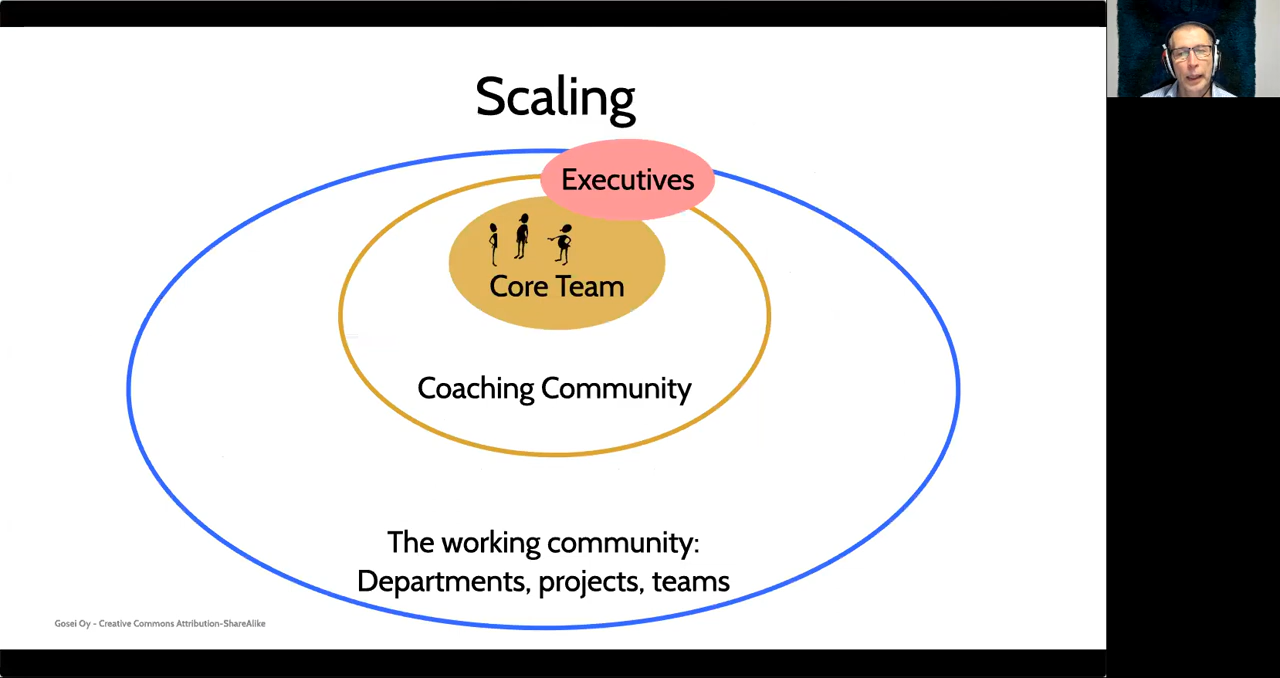 Scaling
Executives
Core Team
Coaching Community
The working community:
Departments, projects, teams
Gosei Oy - Creative Commons Attribution-ShareAlike